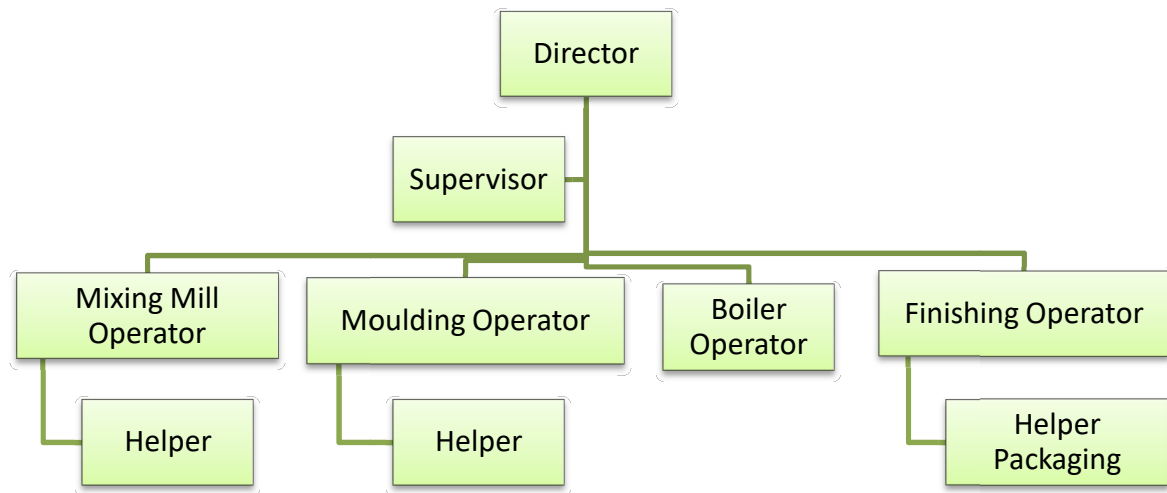 Director
Supervisor
Mixing Mill
Operator
Moulding Operator
Boiler
Operator
Finishing Operator
Helper
Helper
Helper
Packaging